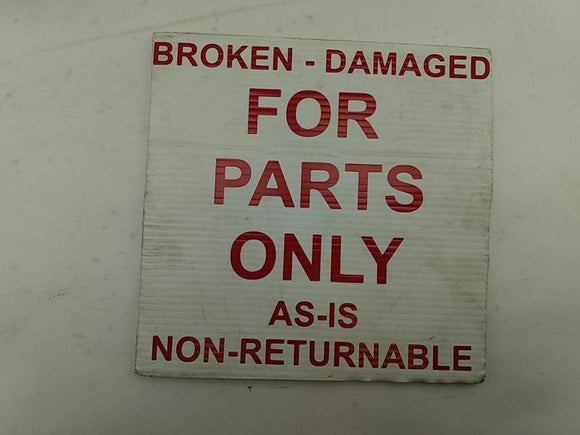 BROKEN - DAMAGED
FOR
PARTS
ONLY
AS-IS
NON-RETURNABLE